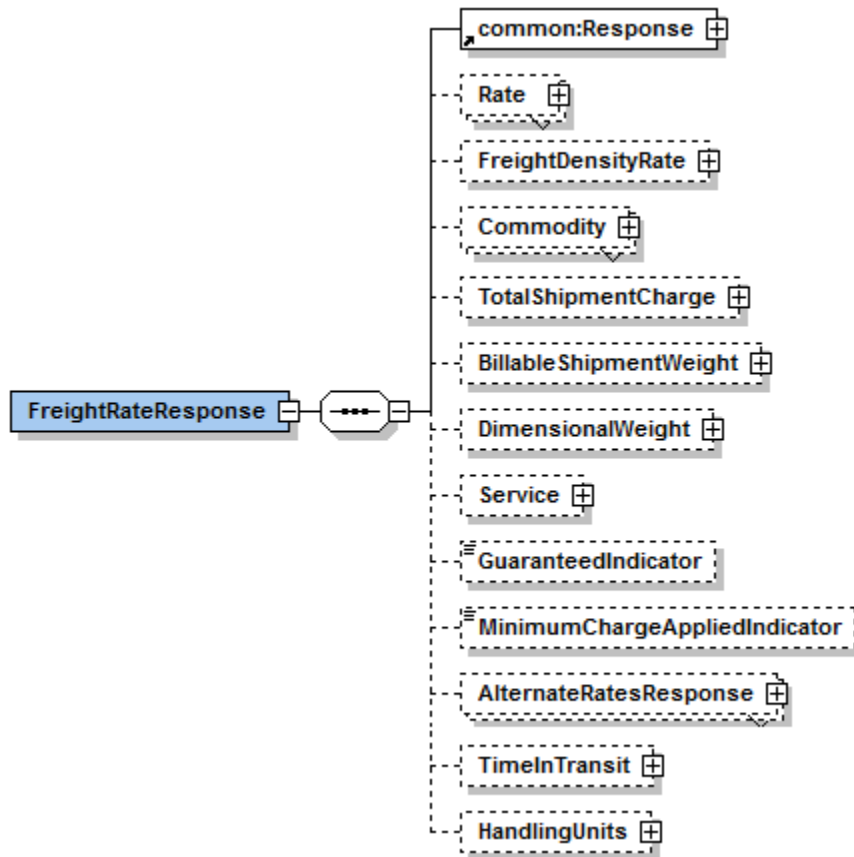 common:Response
Rate
FreightDensityRate
Commodity
TotalShipmentCharge
BillableShipmentWeight
FreightRateResponse
DimensionalWeight
Service
GuaranteedIndicator
MinimumChargeAppliedIndicator
AlternateRatesResponse
TimeInTransit
HandlingUnits